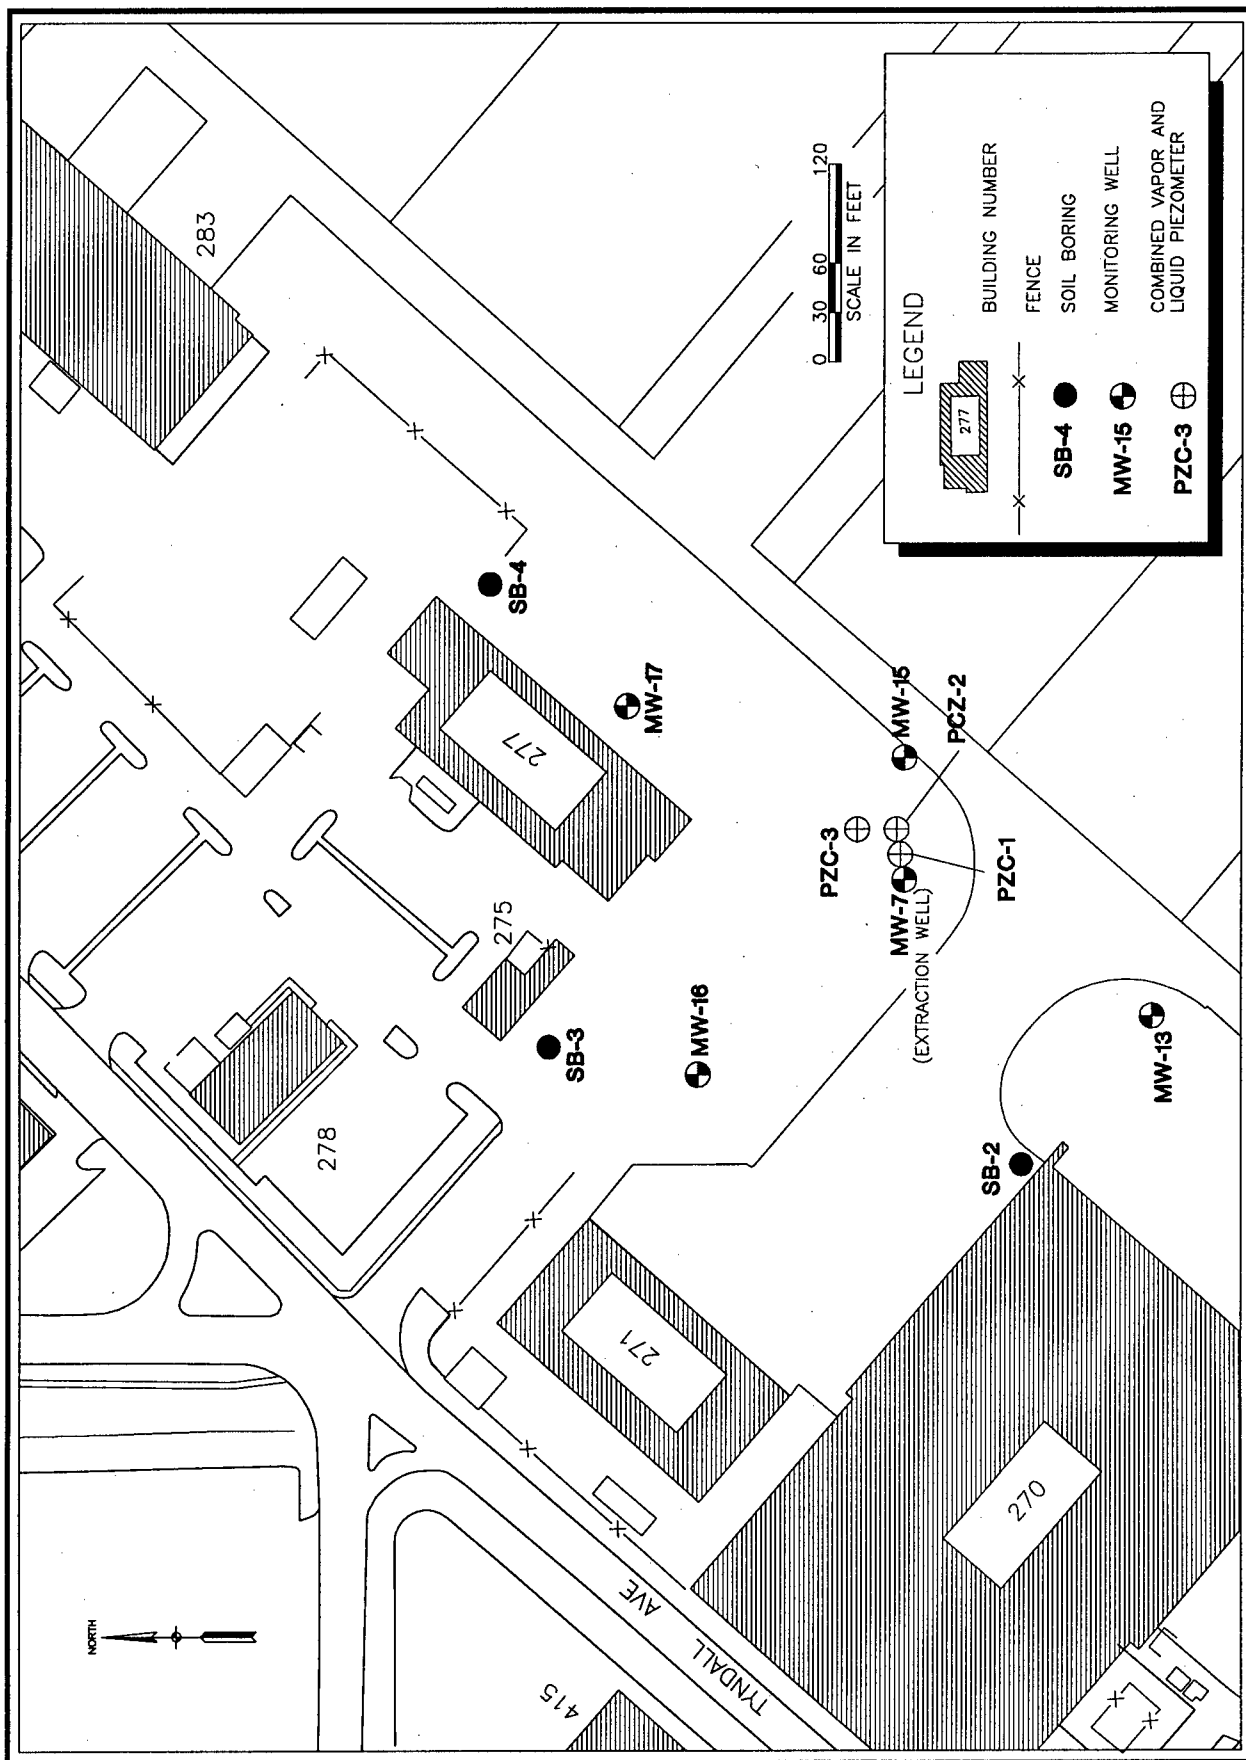 NORTH
415
TYNDALL AVE
283
278
275
277
271
270
SB-4
MW-17
SB-3
MW-16
PZC-3
MW-15
PCZ-2
MW-7
(EXTRACTION WELL)
PZC-1
SB-2
MW-13
0 30 60 120
SCALE IN FEET
LEGEND
277 BUILDING NUMBER
FENCE
SB-4 SOIL BORING
MW-15 MONITORING WELL
PZC-3 COMBINED VAPOR AND
LIQUID PIEZOMETER